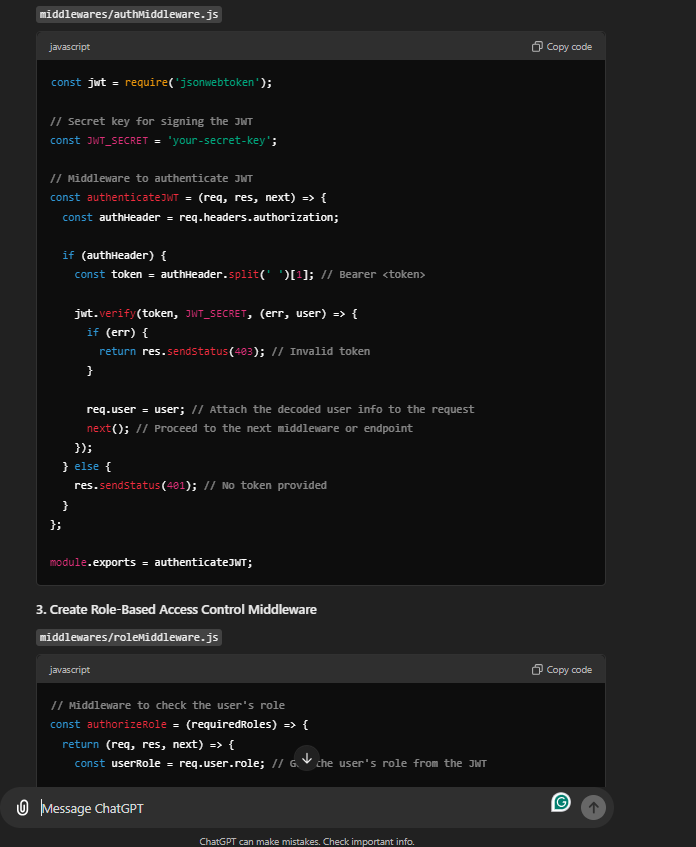 middlewares/authMiddleware.js
javascript
Copy code
const jwt = require('jsonwebtoken');
// Secret key for signing the JWT
const JWT_SECRET = 'your-secret-key';
// Middleware to authenticate JWT
const authenticateJWT = (req, res, next) => {
  const authHeader = req.headers.authorization;
  if (authHeader) {
    const token = authHeader.split(' ')[1]; // Bearer <token>
    jwt.verify(token, JWT_SECRET, (err, user) => {
      if (err) {
        return res.sendStatus(403); // Invalid token
      }
      req.user = user; // Attach the decoded user info to the request
      next(); // Proceed to the next middleware or endpoint
    });
  } else {
    res.sendStatus(401); // No token provided
  }
};
module.exports = authenticateJWT;
3. Create Role-Based Access Control Middleware
middlewares/roleMiddleware.js
javascript
Copy code
// Middleware to check the user's role
const authorizeRole = (requiredRoles) => {
  return (req, res, next) => {
    const userRole = req.user.role; // the user's role from the JWT
Message ChatGPT
ChatGPT can make mistakes. Check important info.